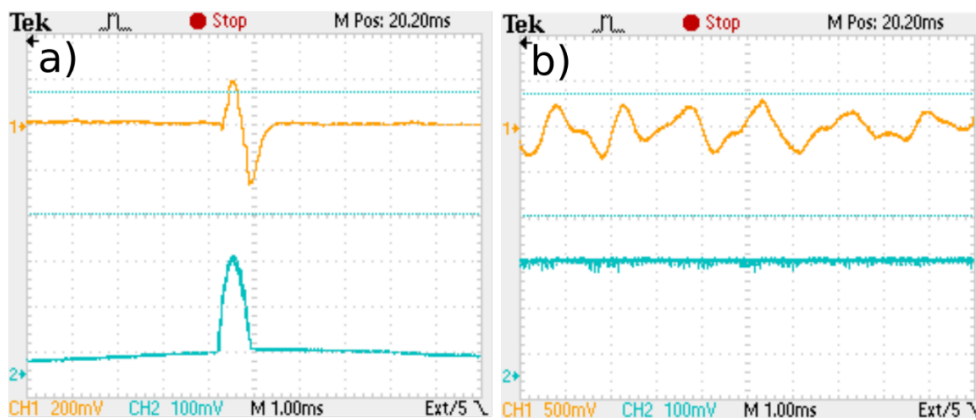 Tek Stop M Pos: 20.20ms
a)
1
2
CH1 200mV CH2 100mV M 1.00ms Ext/5
Tek Stop M Pos: 20.20ms
b)
1
2
CH1 500mV CH2 100mV M 1.00ms Ext/5